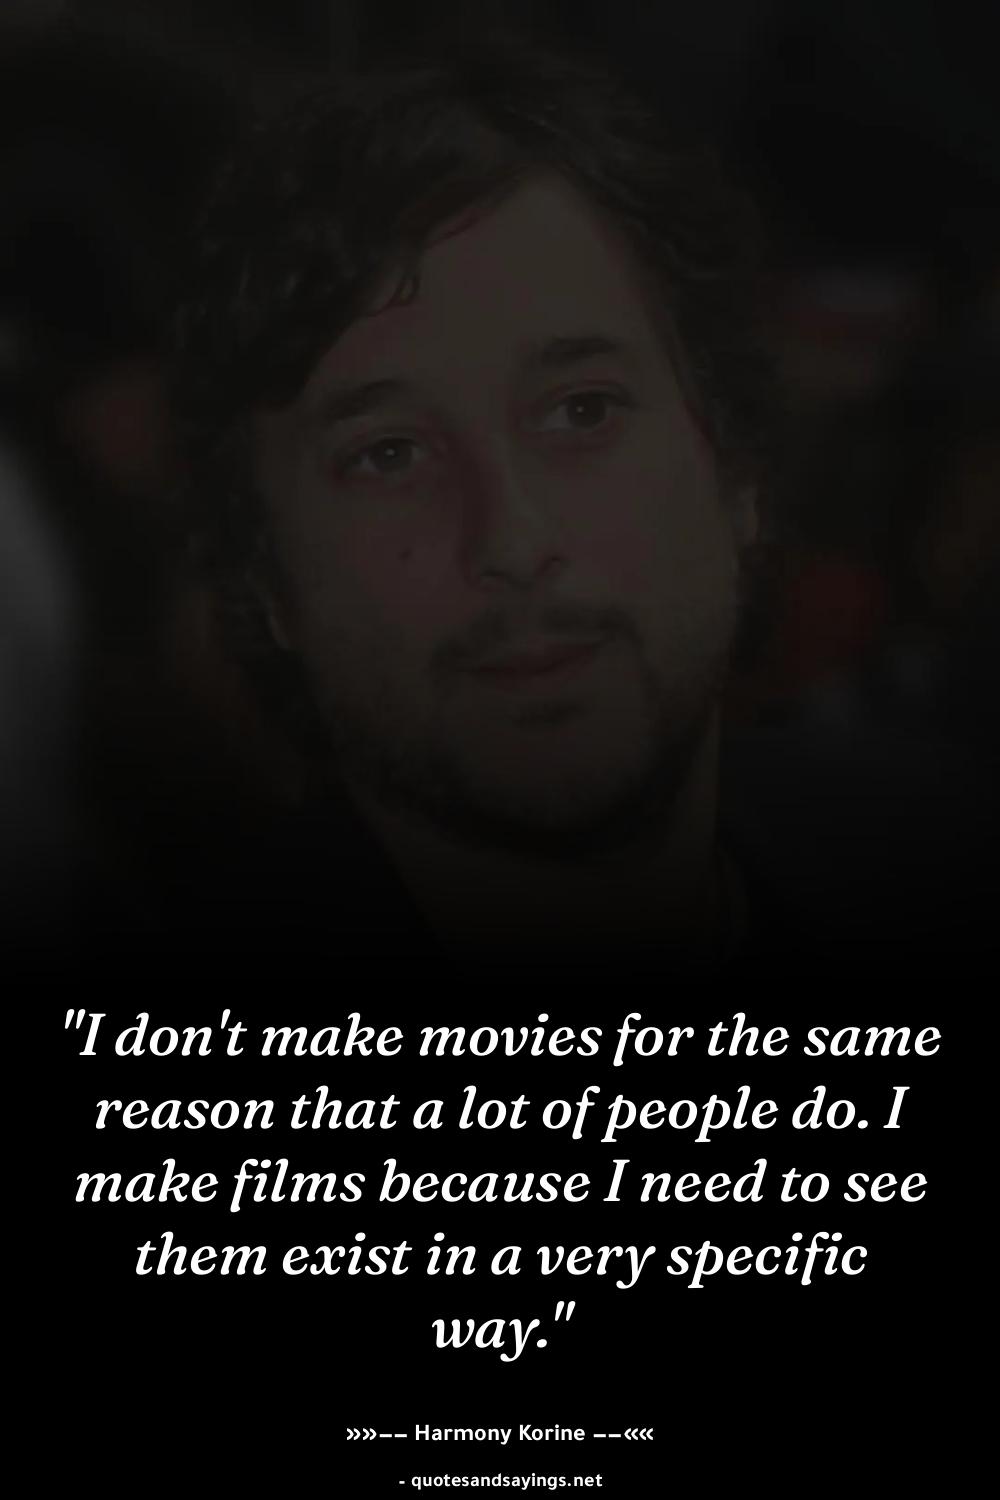 "I don't make movies for the same
reason that a lot of people do. I
make films because I need to see
them exist in a very specific
way."
»»−− Harmony Korine −−««
- quotesandsayings.net